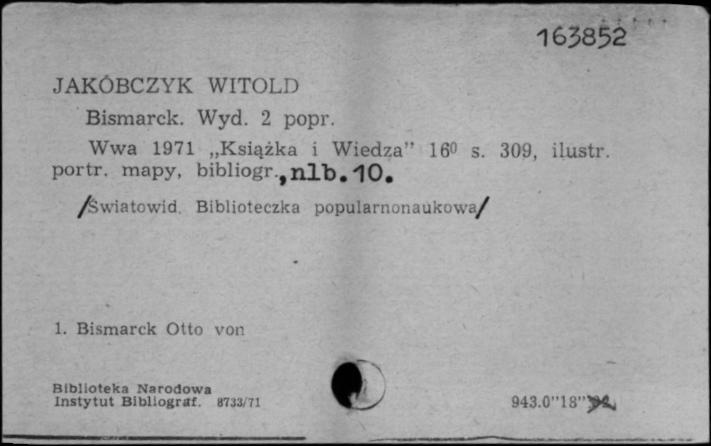 163852
JAKÓBCZYK WITOLD
Bismarck. Wyd. 2 popr.
Wwa 1971 „Książka i Wiedza” 16⁰ s. 309, ilustr.
portr. mapy, bibliogr., nlb. 10.
/Światowid. Biblioteczka popularnonaukowa/
1. Bismarck Otto von
Biblioteka Narodowa
Instytut Bibliograf. 8733/71
943.0"18"